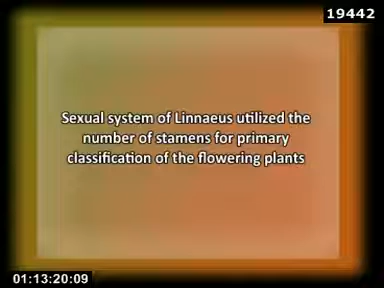 19442
Sexual system of Linnaeus utilized the
number of stamens for primary
classification of the flowering plants
01:13:20:09